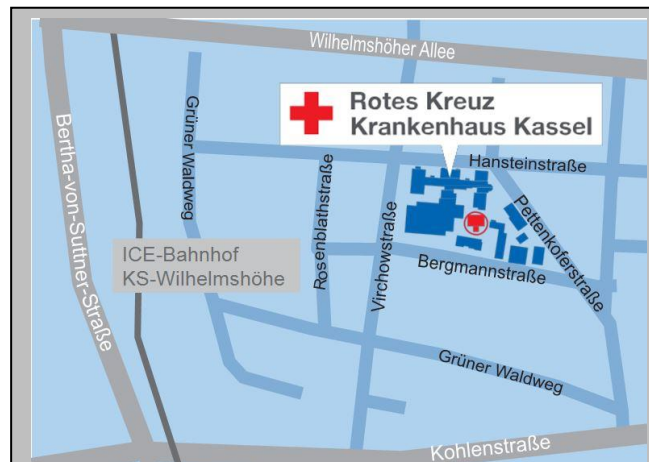 Wilhelmshöher Allee
Rotes Kreuz
Krankenhaus Kassel
Grüner Waldweg
Hansteinstraße
Bertha-von-Suttner-Straße
Rosenblathstraße
Virchowstraße
Pettenkoferstraße
ICE-Bahnhof
KS-Wilhelmshöhe
Bergmannstraße
Grüner Waldweg
Kohlenstraße